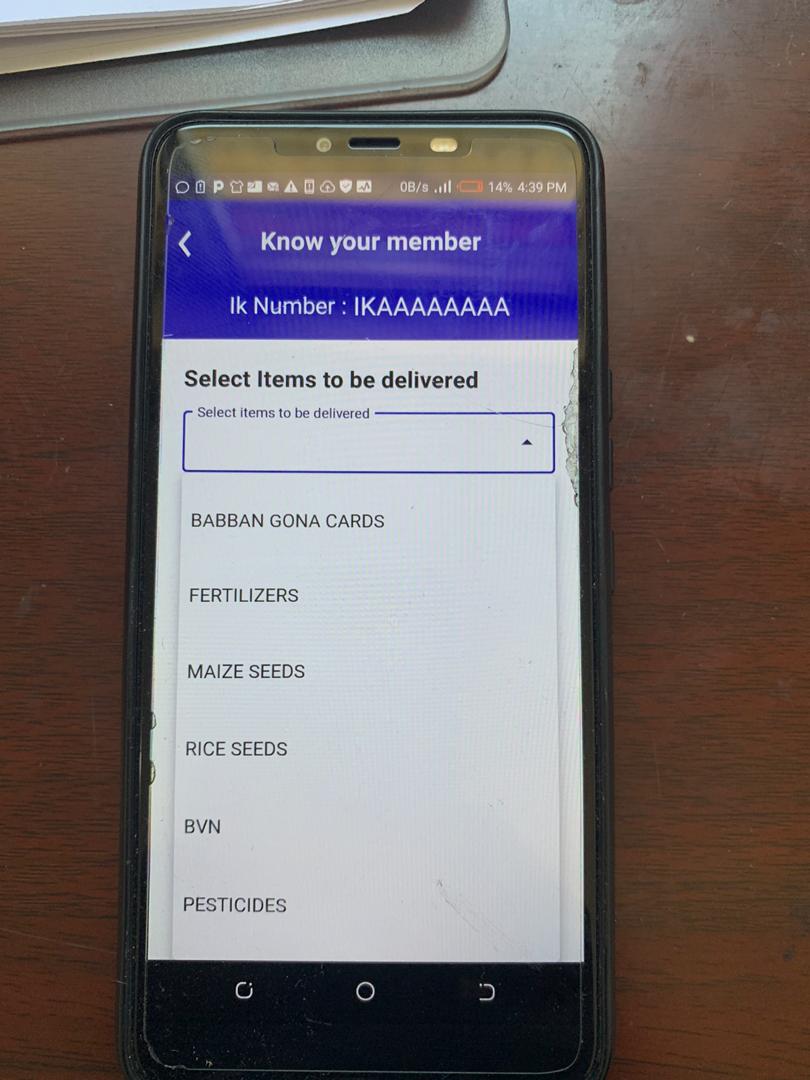 0B/s 14% 4:39 PM
Know your member
Ik Number : IKAAAAAAAA
Select Items to be delivered
Select items to be delivered
BABBAN GONA CARDS
FERTILIZERS
MAIZE SEEDS
RICE SEEDS
BVN
PESTICIDES